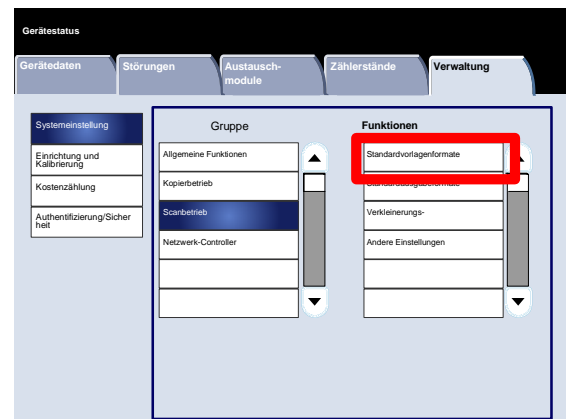 Gerätestatus
Gerätedaten
Störungen
Austausch-
module
Zählerstände
Verwaltung
Systemeinstellung
Einrichtung und
Kalibrierung
Kostenzählung
Authentifizierung/Sicher
heit
Gruppe
Allgemeine Funktionen
Kopierbetrieb
Scanbetrieb
Netzwerk-Controller
Funktionen
Standardvorlagenformate
Standardausgabeformate
Verkleinerungs-
Andere Einstellungen